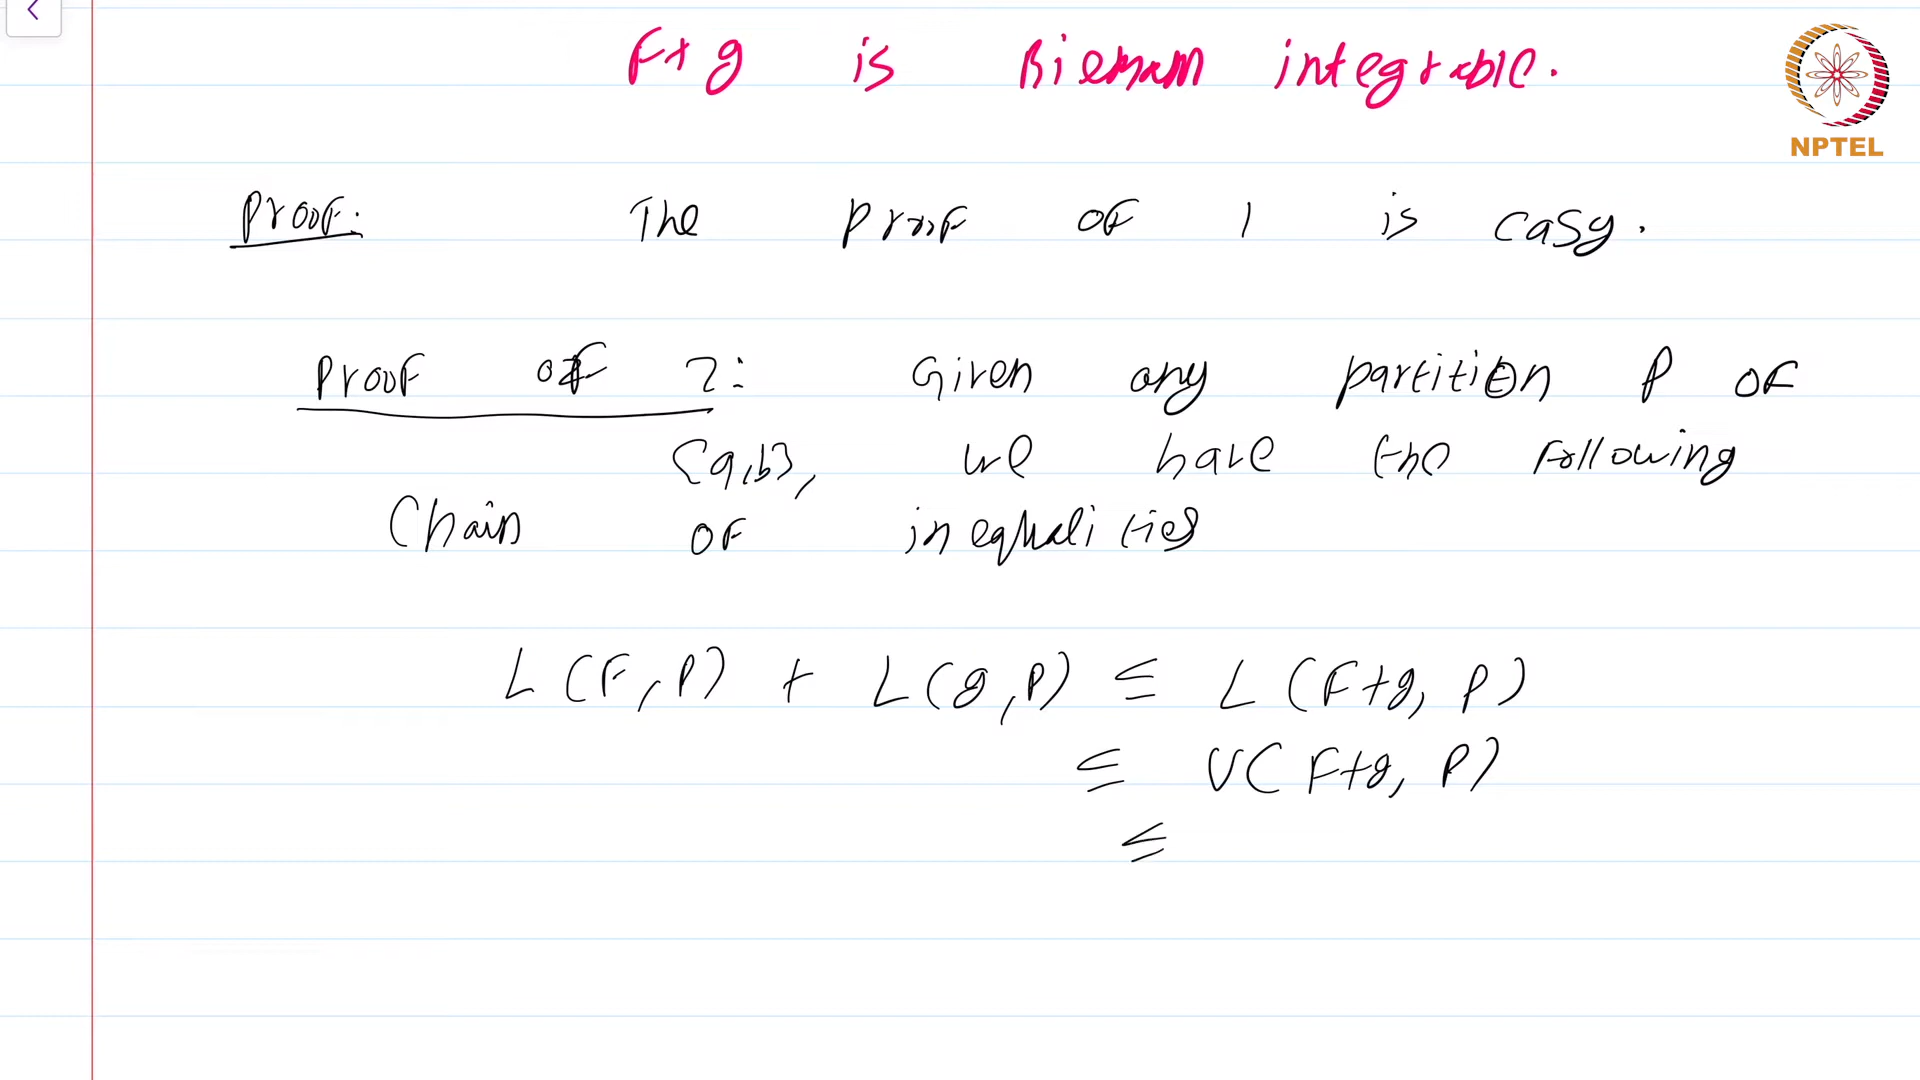 F+g is Riemann integrable.
NPTEL
Proof: The proof of 1 is easy.
Proof of 2: Given any partition P of
[a,b], we have the following
Chain of inequalities
L(F,P) + L(g,P) ≤ L(F+g, P)
≤ U(F+g, P)
≤